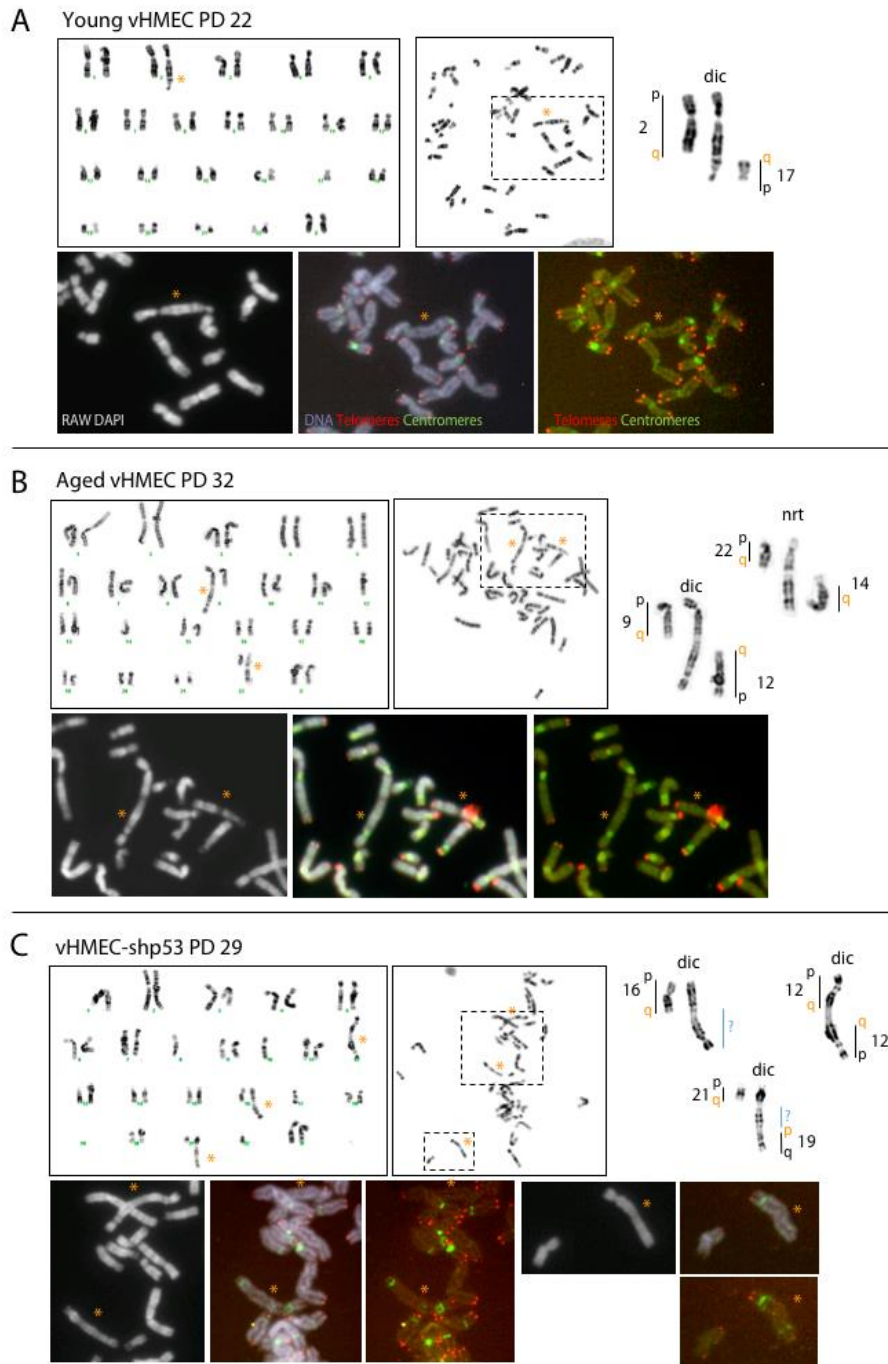 A Young vHMEC PD 22
*
*
dic
p
2
q
q
p
17
*
*
*
RAW DAPI
DNA Telomeres Centromeres
Telomeres Centromeres
B Aged vHMEC PD 32
*
*
*
*
nrt
22
p
q
14
q
dic
p
9
q
q
12
p
*
*
*
*
*
*
C vHMEC-shp53 PD 29
*
*
*
*
*
*
dic
16
p
q
?
dic
12
p
q
q
12
p
dic
21
p
q
?
p
q
19
*
*
*
*
*
*
*
*
*